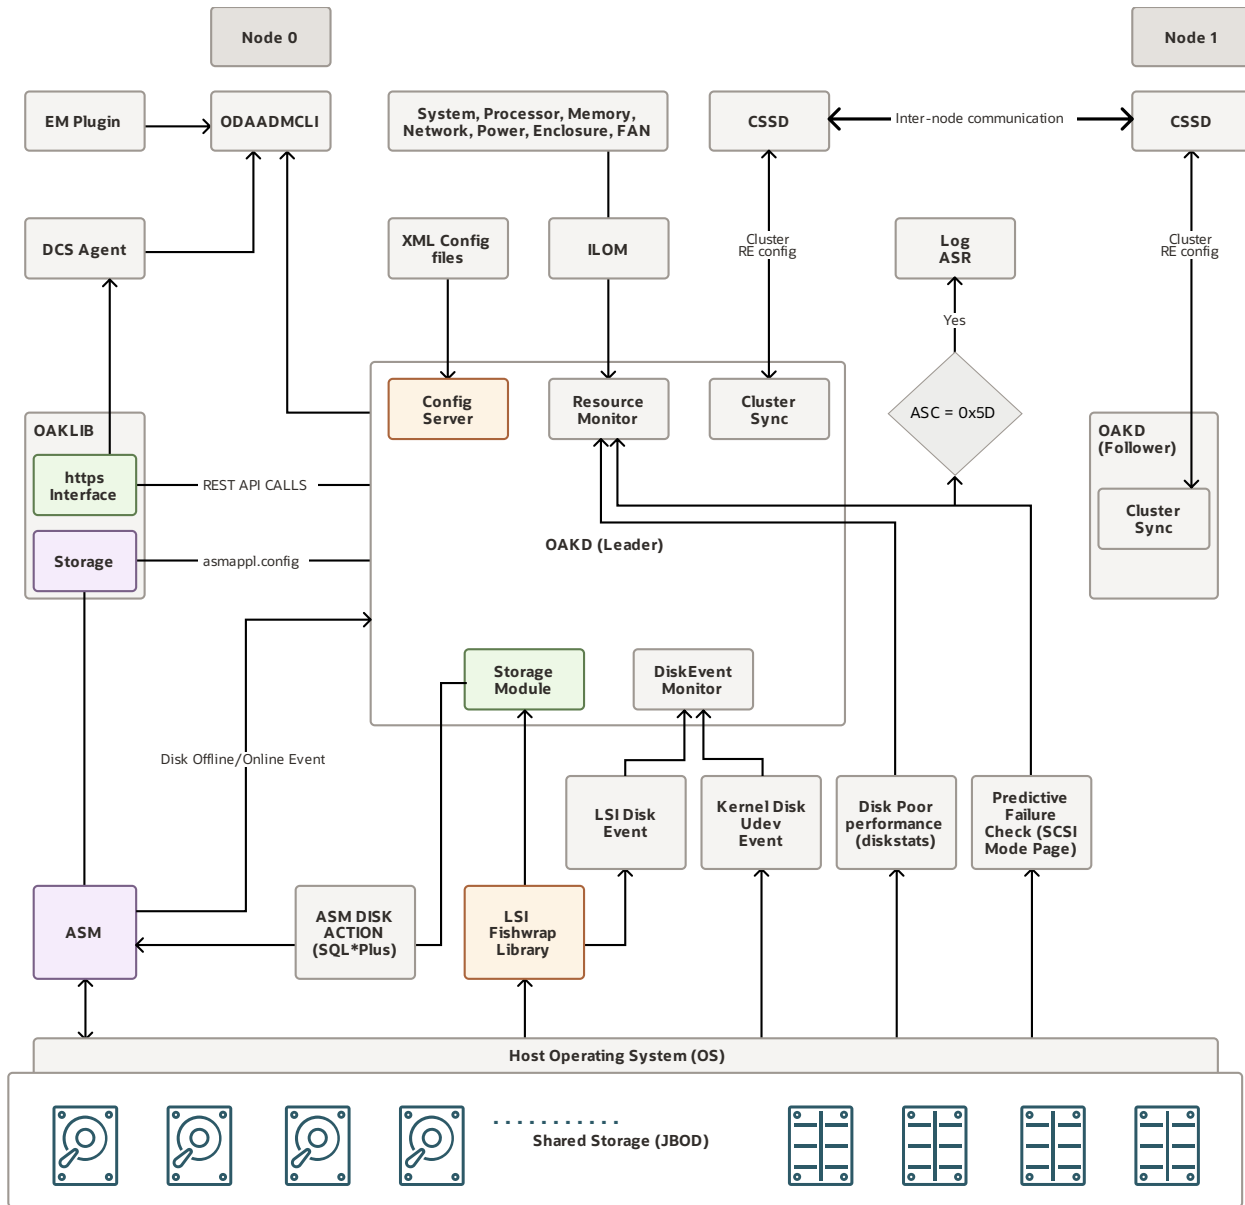 Node 0
Node 1
EM Plugin
ODAADMCLI
System, Processor, Memory,
Network, Power, Enclosure, FAN
CSSD
Inter-node communication
CSSD
DCS Agent
XML Config
files
ILOM
Cluster
RE config
Log
ASR
Cluster
RE config
Yes
Config
Server
Resource
Monitor
Cluster
Sync
ASC = 0x5D
OAKLIB
OAKD
(Follower)
https
Interface
REST API CALLS
Cluster
Sync
OAKD (Leader)
Storage
asmappl.config
Storage
Module
DiskEvent
Monitor
Disk Offline/Online Event
LSI Disk
Event
Kernel Disk
Udev
Event
Disk Poor
performance
(diskstats)
Predictive
Failure
Check (SCSI
Mode Page)
ASM
ASM DISK
ACTION
(SQL*Plus)
LSI
Fishwrap
Library
Host Operating System (OS)
Shared Storage (JBOD)